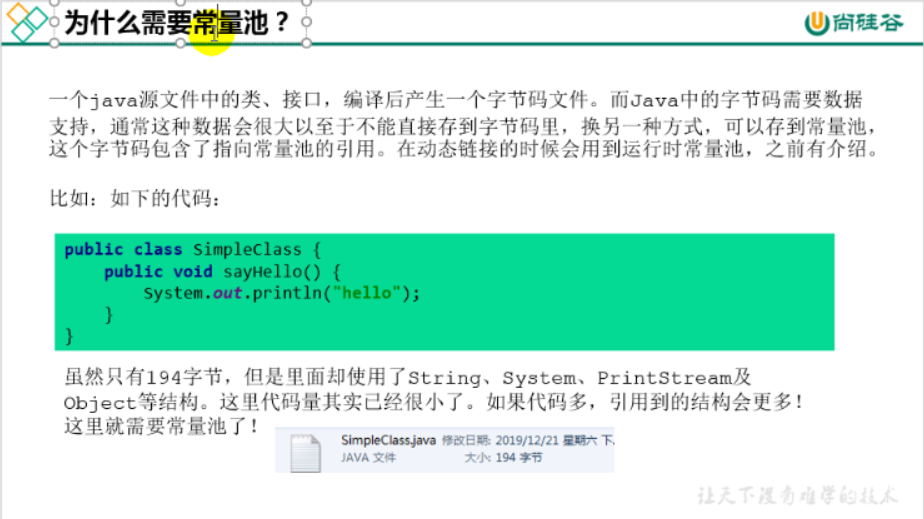 为什么需要常量池？
尚硅谷
一个java源文件中的类、接口，编译后产生一个字节码文件。而Java中的字节码需要数据
支持，通常这种数据会很大以至于不能直接存到字节码里，换另一种方式，可以存到常量池，
这个字节码包含了指向常量池的引用。在动态链接的时候会用到运行时常量池，之前有介绍。
比如：如下的代码：
public class SimpleClass {
public void sayHello() {
System.out.println("hello");
}
}
虽然只有194字节，但是里面却使用了String、System、PrintStream及
Object等结构。这里代码量其实已经很小了。如果代码多，引用到的结构会更多！
这里就需要常量池了！
SimpleClass.java 修改日期: 2019/12/21 星期六 下.
JAVA 文件 大小: 194 字节
让天下没有难学的技术